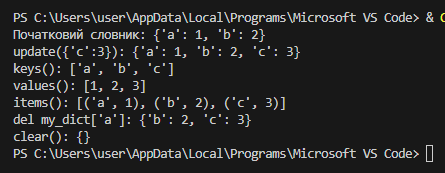 PS C:\Users\user\AppData\Local\Programs\Microsoft VS Code> &
Початковий словник: {'a': 1, 'b': 2}
update({'c':3}): {'a': 1, 'b': 2, 'c': 3}
keys(): ['a', 'b', 'c']
values(): [1, 2, 3]
items(): [('a', 1), ('b', 2), ('c', 3)]
del my_dict['a']: {'b': 2, 'c': 3}
clear(): {}
PS C:\Users\user\AppData\Local\Programs\Microsoft VS Code>